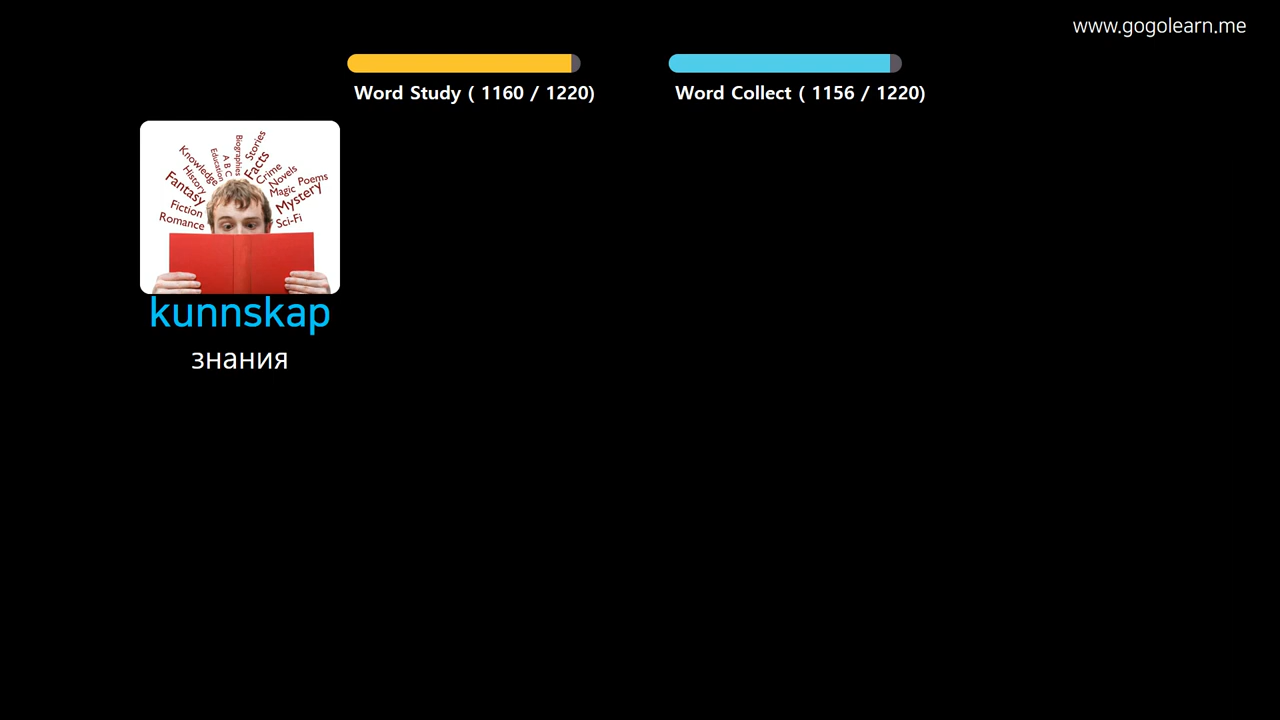 www.gogolearn.me
Word Study ( 1160 / 1220)
Word Collect ( 1156 / 1220)
Biographies
Stories
A B C
Facts
Education
Knowledge
Crime
History
Novels
Poems
Magic
Fantasy
Mystery
Fiction
Romance
Sci-Fi
kunnskap
знания